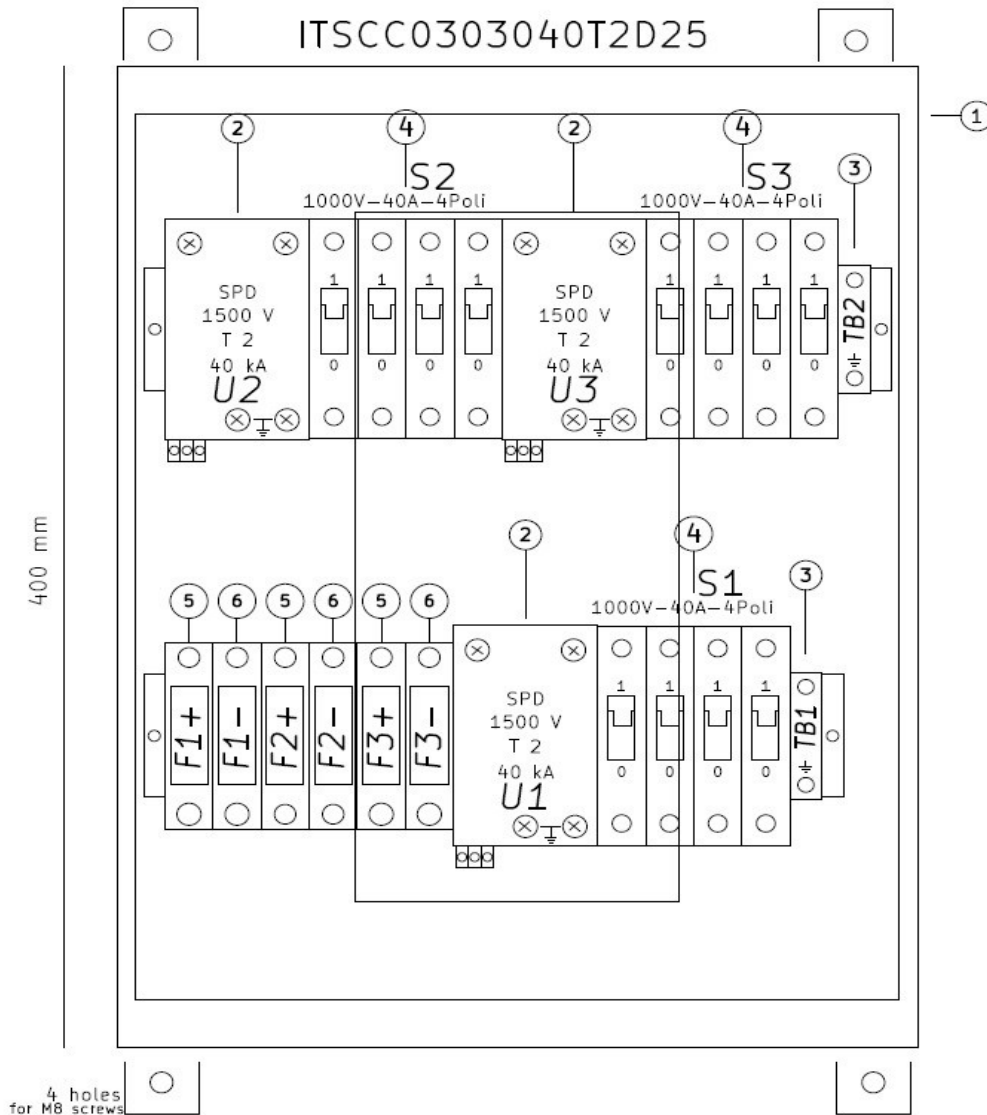 ITSCC0303040T2D25
1
2
4
2
4
3
S2
S3
1000V-40A-4Poli
1000V-40A-4Poli
SPD
1500 V
T 2
40 kA
U2
1 1 1 1
0 0 0 0
SPD
1500 V
T 2
40 kA
U3
1 1 1 1
0 0 0 0
TB2
400 mm
2
4
3
5 6 5 6 5 6
S1
1000V-40A-4Poli
F1+ F1- F2+ F2- F3+ F3-
SPD
1500 V
T 2
40 kA
U1
1 1 1 1
0 0 0 0
TB1
4 holes
for M8 screws